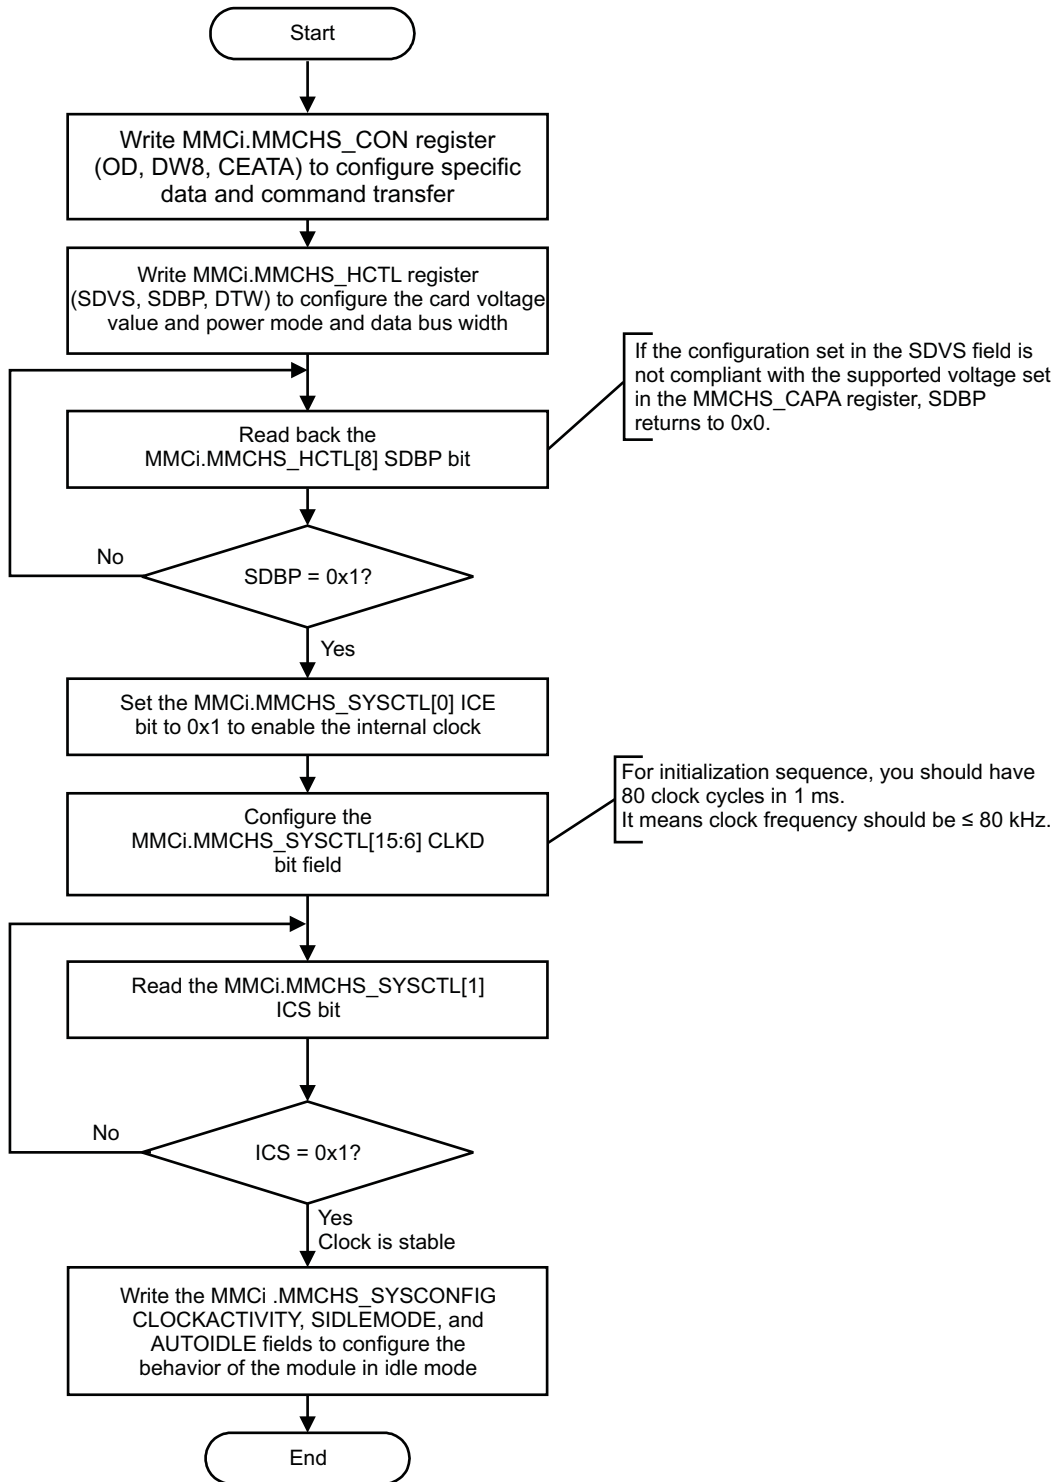 Start
Write MMCi.MMCHS_CON register
(OD, DW8, CEATA) to configure specific
data and command transfer
Write MMCi.MMCHS_HCTL register
(SDVS, SDBP, DTW) to configure the card voltage
value and power mode and data bus width
If the configuration set in the SDVS field is
not compliant with the supported voltage set
in the MMCHS_CAPA register, SDBP
returns to 0x0.
Read back the
MMCi.MMCHS_HCTL[8] SDBP bit
No
SDBP = 0x1?
Yes
Set the MMCi.MMCHS_SYSCTL[0] ICE
bit to 0x1 to enable the internal clock
For initialization sequence, you should have
80 clock cycles in 1 ms.
It means clock frequency should be ≤ 80 kHz.
Configure the
MMCi.MMCHS_SYSCTL[15:6] CLKD
bit field
Read the MMCi.MMCHS_SYSCTL[1]
ICS bit
No
ICS = 0x1?
Yes
Clock is stable
Write the MMCi .MMCHS_SYSCONFIG
CLOCKACTIVITY, SIDLEMODE, and
AUTOIDLE fields to configure the
behavior of the module in idle mode
End